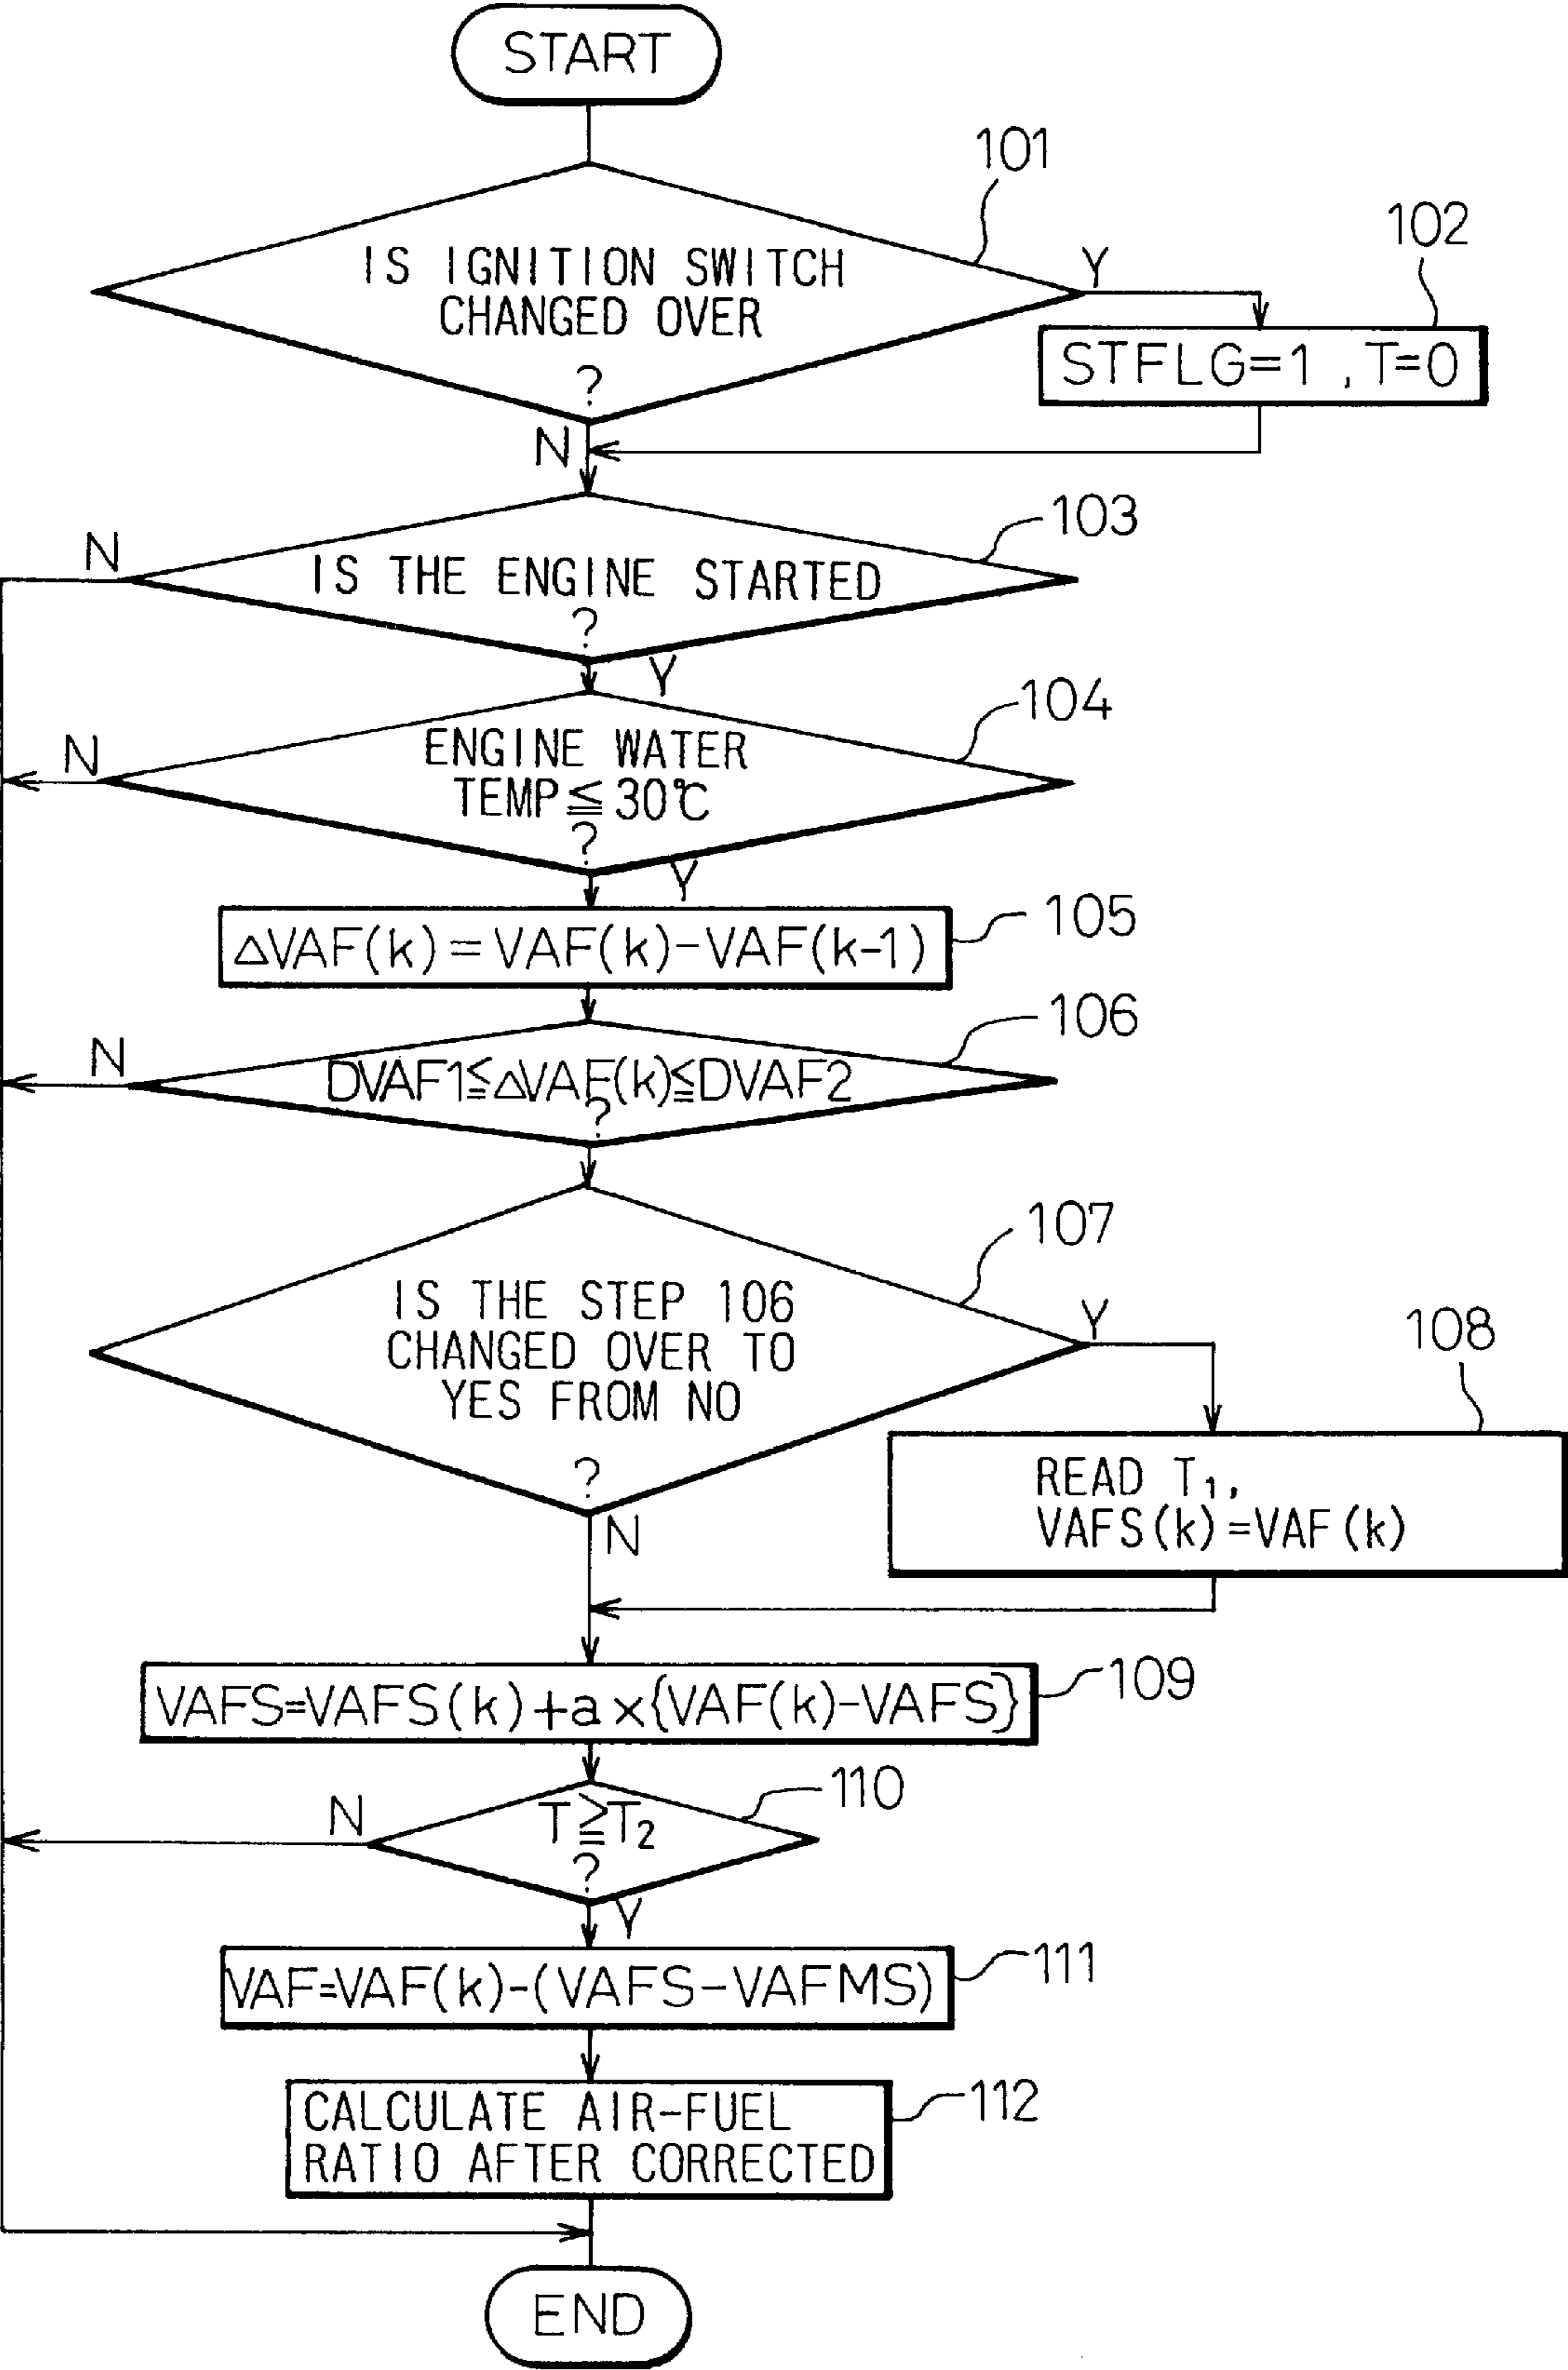 START
101
IS IGNITION SWITCH
CHANGED OVER
?
Y
102
STFLG=1 , T=0
N
103
N
IS THE ENGINE STARTED
?
Y
104
N
ENGINE WATER
TEMP≦30℃
?
Y
105
△VAF(k)=VAF(k)-VAF(k-1)
106
N
DVAF1≦△VAF(k)≦DVAF2
?
107
IS THE STEP 106
CHANGED OVER TO
YES FROM NO
?
Y
108
READ T₁,
VAFS(k)=VAF(k)
N
109
VAFS=VAFS(k)+a×{VAF(k)-VAFS}
110
N
T≧T₂
?
Y
111
VAF=VAF(k)-(VAFS-VAFMS)
112
CALCULATE AIR-FUEL
RATIO AFTER CORRECTED
END